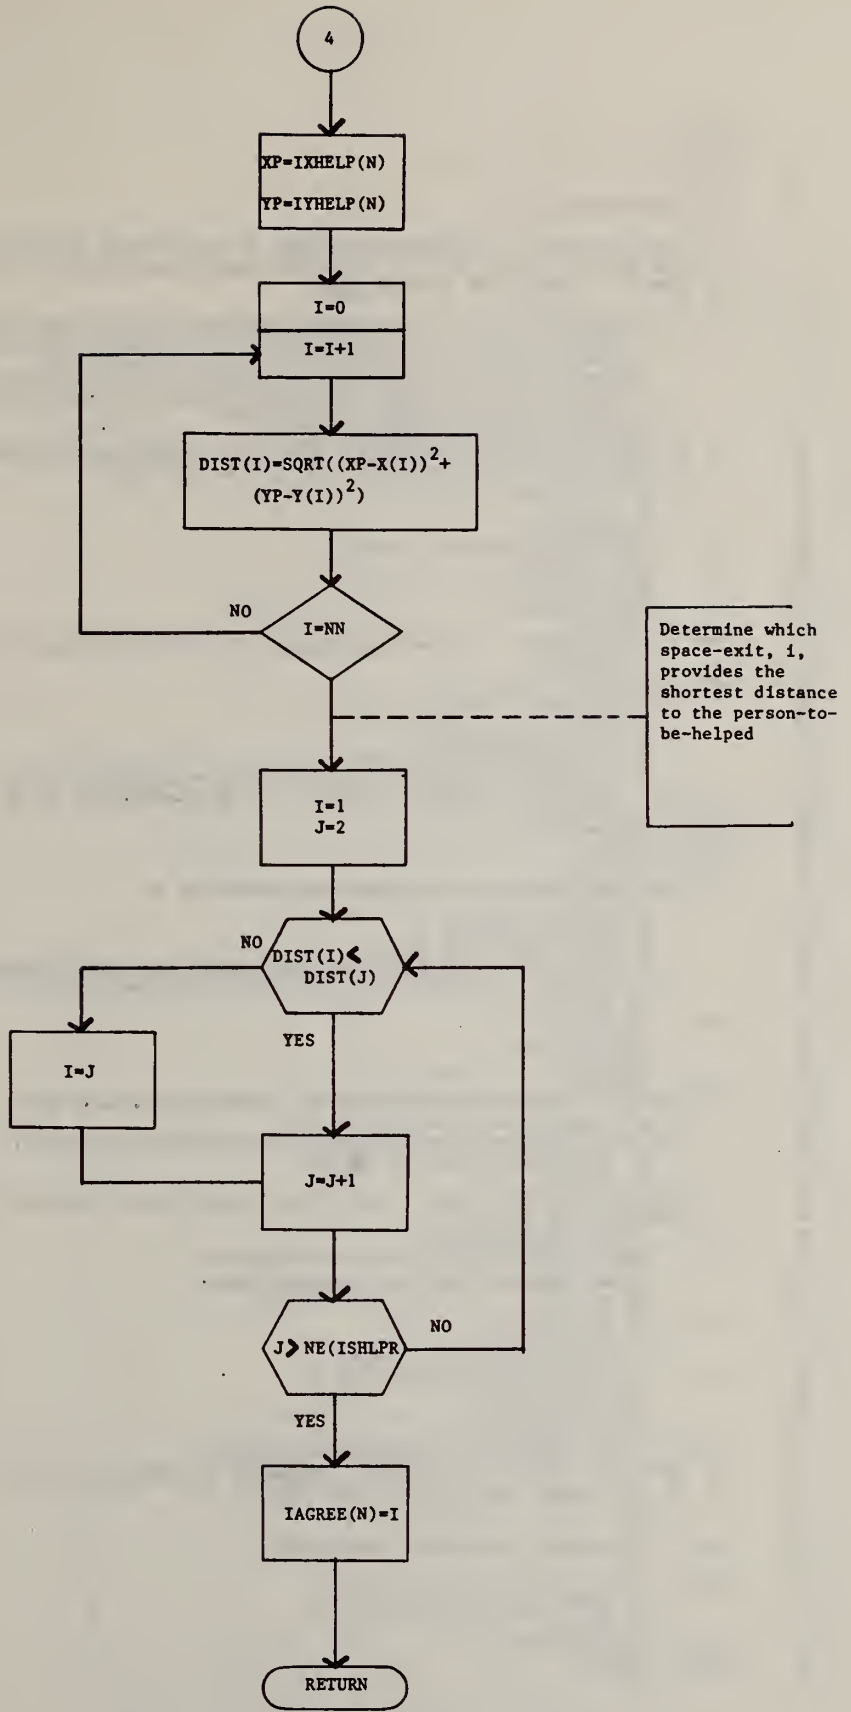 4
XP=IXHELP(N)
YP=IYHELP(N)
I=0
I=I+1
DIST(I)=SQRT((XP-X(I))²+
(YP-Y(I))²)
NO
I=NN
Determine which
space-exit, i,
provides the
shortest distance
to the person-to-
be-helped
I=1
J=2
NO
DIST(I)<
DIST(J)
YES
I=J
J=J+1
J> NE(ISHLPR
NO
YES
IAGREE(N)=I
RETURN